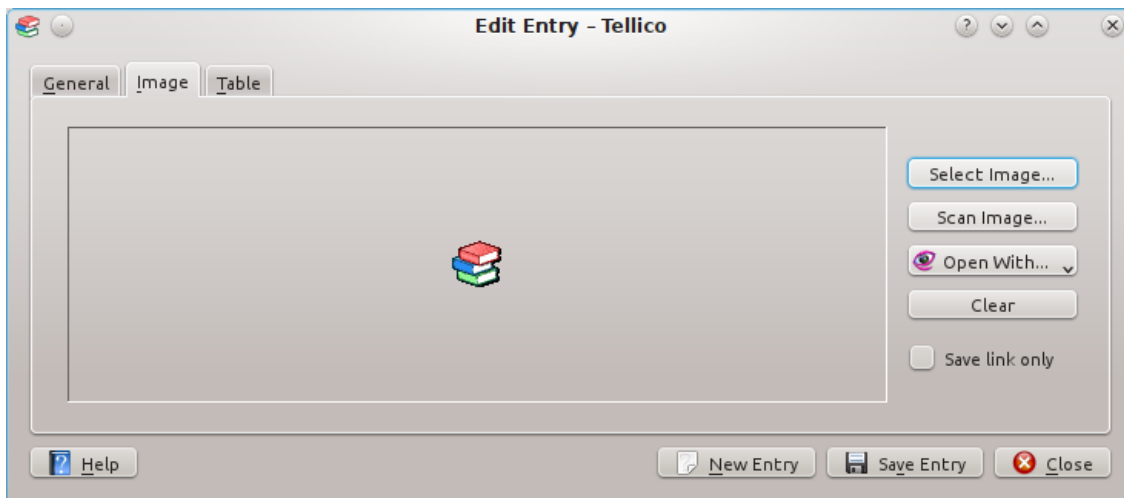 Edit Entry – Tellico
General Image Table
Select Image...
Scan Image...
Open With...
Clear
Save link only
Help New Entry Save Entry Close